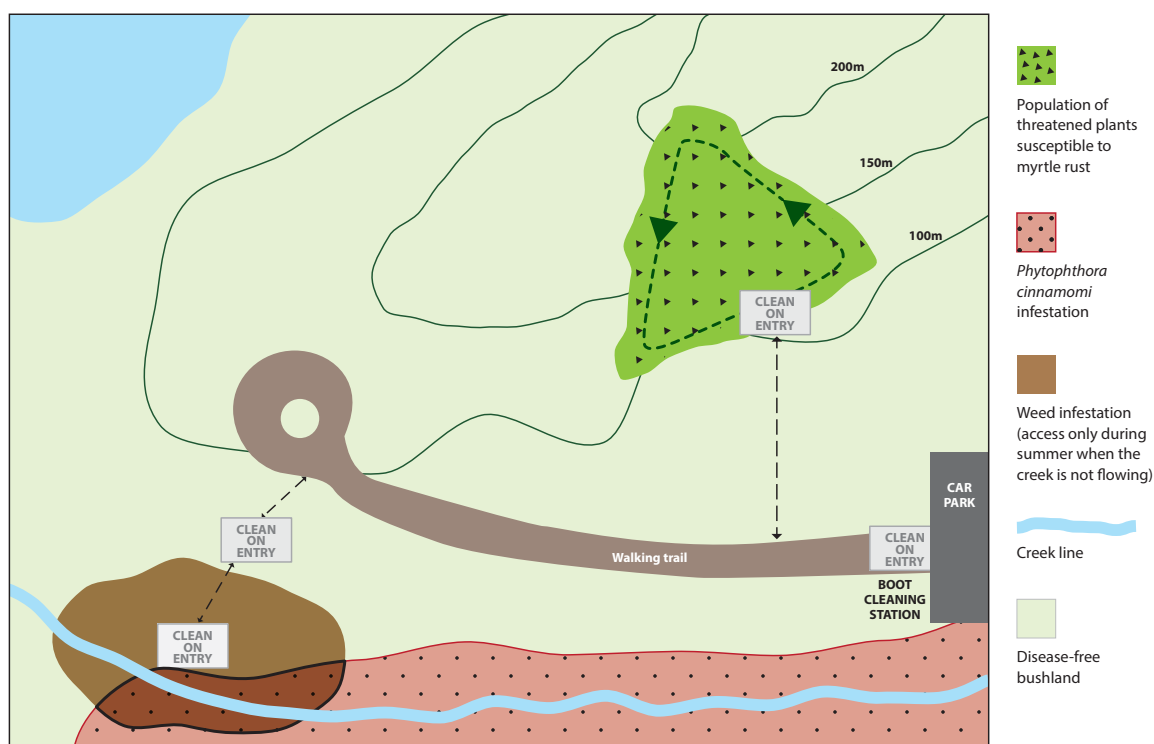 200m
150m
100m
CLEAN
ON
ENTRY
CAR
PARK
CLEAN
ON
ENTRY
CLEAN
ON
ENTRY
Walking trail
BOOT
CLEANING
STATION
CLEAN
ON
ENTRY
Population of
threatened plants
susceptible to
myrtle rust
Phytophthora
cinnamomi
infestation
Weed infestation
(access only during
summer when the
creek is not flowing)
Creek line
Disease-free
bushland